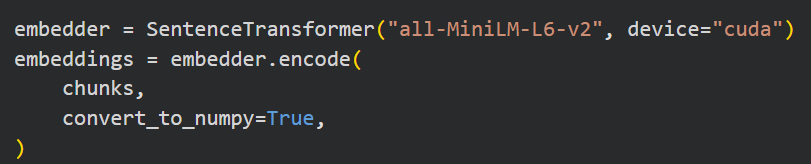 embedder = SentenceTransformer("all-MiniLM-L6-v2", device="cuda")
embeddings = embedder.encode(
    chunks,
    convert_to_numpy=True,
)